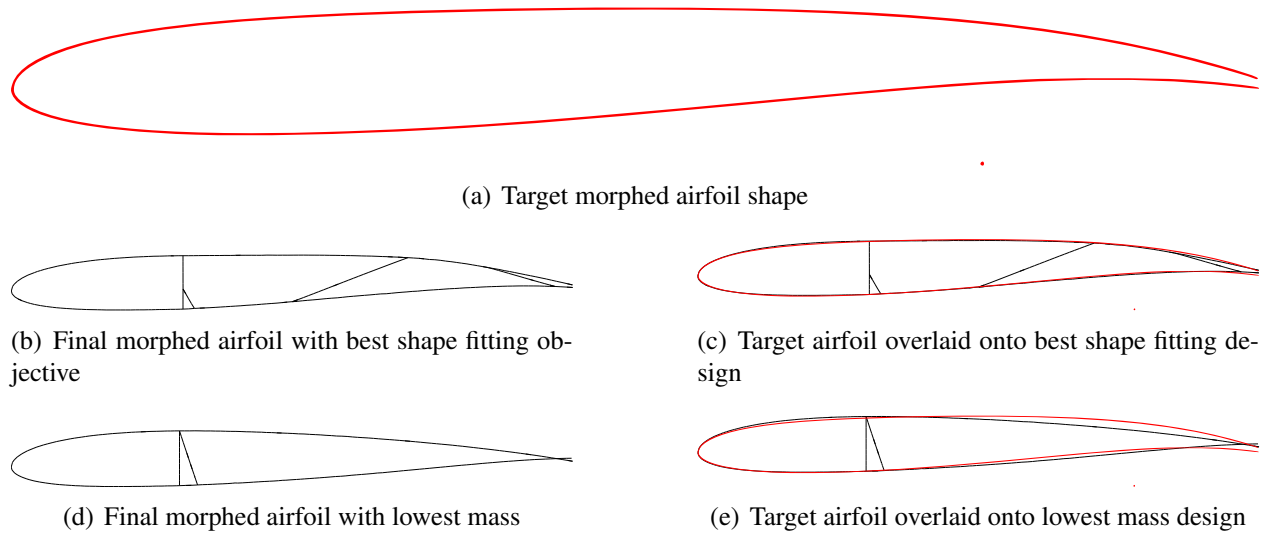 (a) Target morphed airfoil shape
(b) Final morphed airfoil with best shape fitting ob-
jective
(c) Target airfoil overlaid onto best shape fitting de-
sign
(d) Final morphed airfoil with lowest mass
(e) Target airfoil overlaid onto lowest mass design